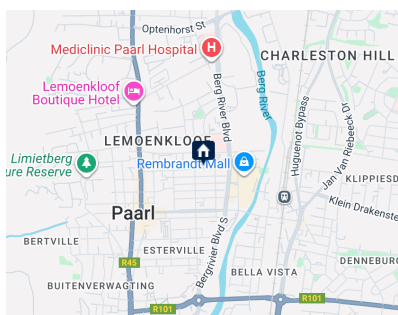 Optenhorst St
Mediclinic Paarl Hospital
H
CHARLESTON HILL
Lemoenkloof
Boutique Hotel
Berg River Blvd
Berg River
Huguenot Bypass
Jan Van Riebeeck Dr
LEMOENKLOOF
Limietberg
ure Reserve
Rembrandt Mall
KLIPPIESD
Klein Drakenste
Paarl
Bergrivier Blvd S
BERTVILLE
ESTERVILLE
R45
BELLA VISTA
DENNEBURG
BUITENVERWAGTING
R101
R101